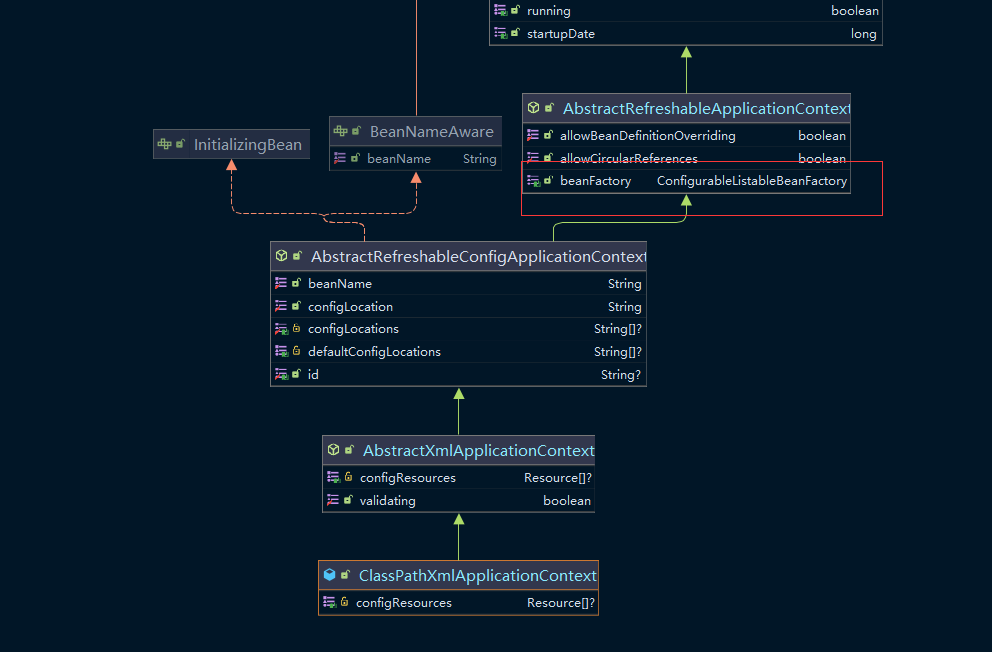 running boolean
startupDate long
AbstractRefreshableApplicationContext
allowBeanDefinitionOverriding boolean
allowCircularReferences boolean
beanFactory ConfigurableListableBeanFactory
BeanNameAware
beanName String
InitializingBean
AbstractRefreshableConfigApplicationContext
beanName String
configLocation String
configLocations String[]?
defaultConfigLocations String[]?
id String?
AbstractXmlApplicationContext
configResources Resource[]?
validating boolean
ClassPathXmlApplicationContext
configResources Resource[]?